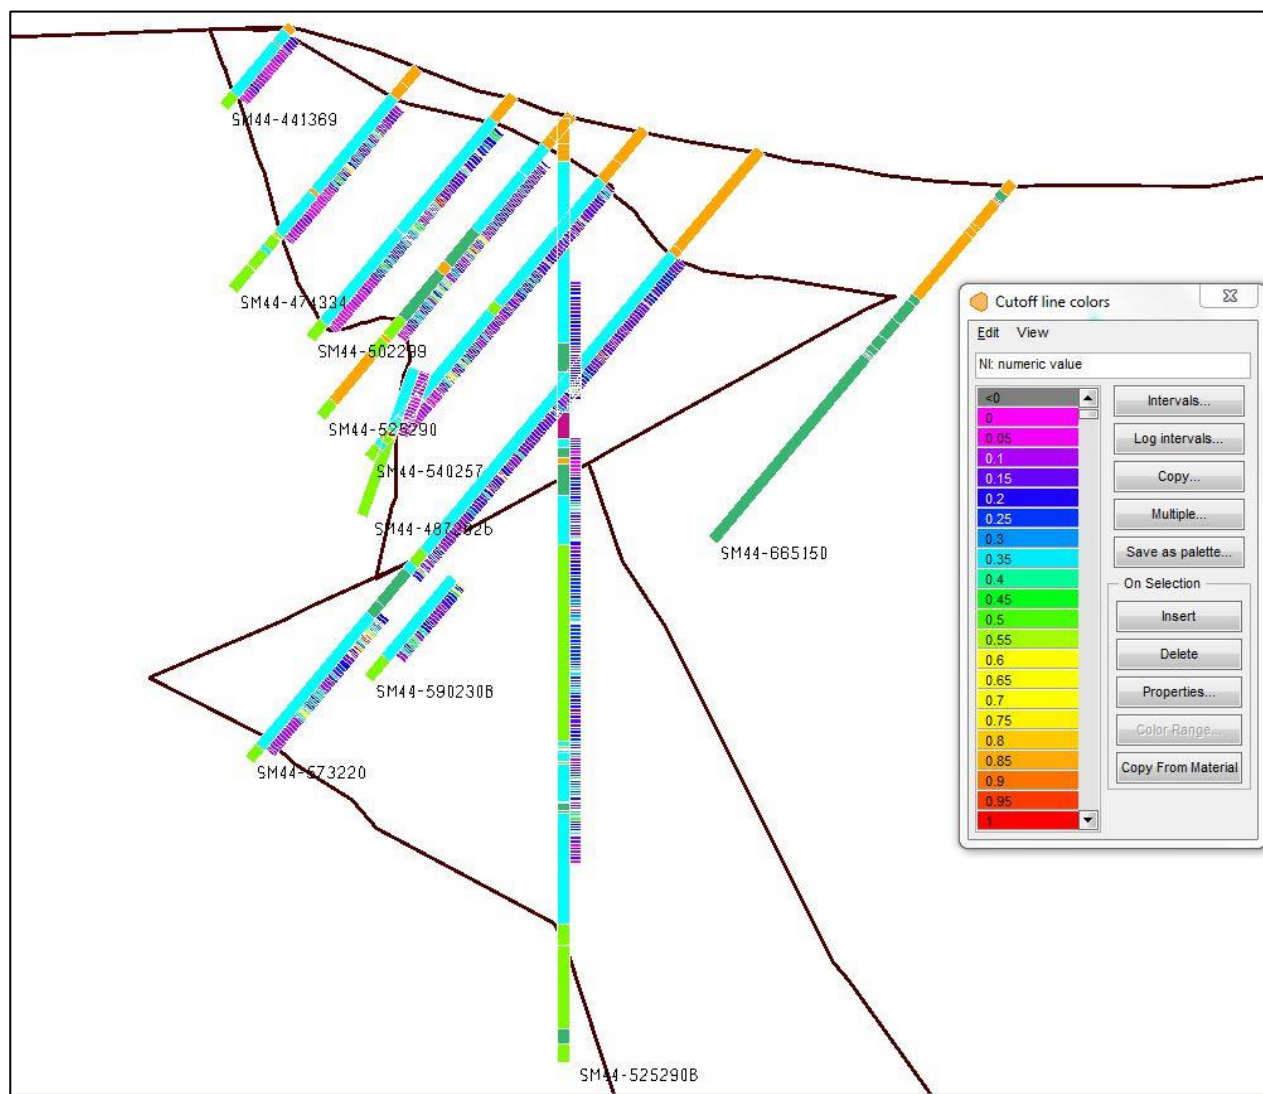 SM44-441369
SM44-474334
SM44-502299
SM44-525290
SM44-540257
SM44-573220
SM44-590230B
SM44-525290B
SM44-665150
Cutoff line colors
Edit View
NI: numeric value
<0
0
0.05
0.1
0.15
0.2
0.25
0.3
0.35
0.4
0.45
0.5
0.55
0.6
0.65
0.7
0.75
0.8
0.85
0.9
0.95
1
Intervals...
Log intervals...
Copy...
Multiple...
Save as palette...
On Selection
Insert
Delete
Properties...
Color Range...
Copy From Material